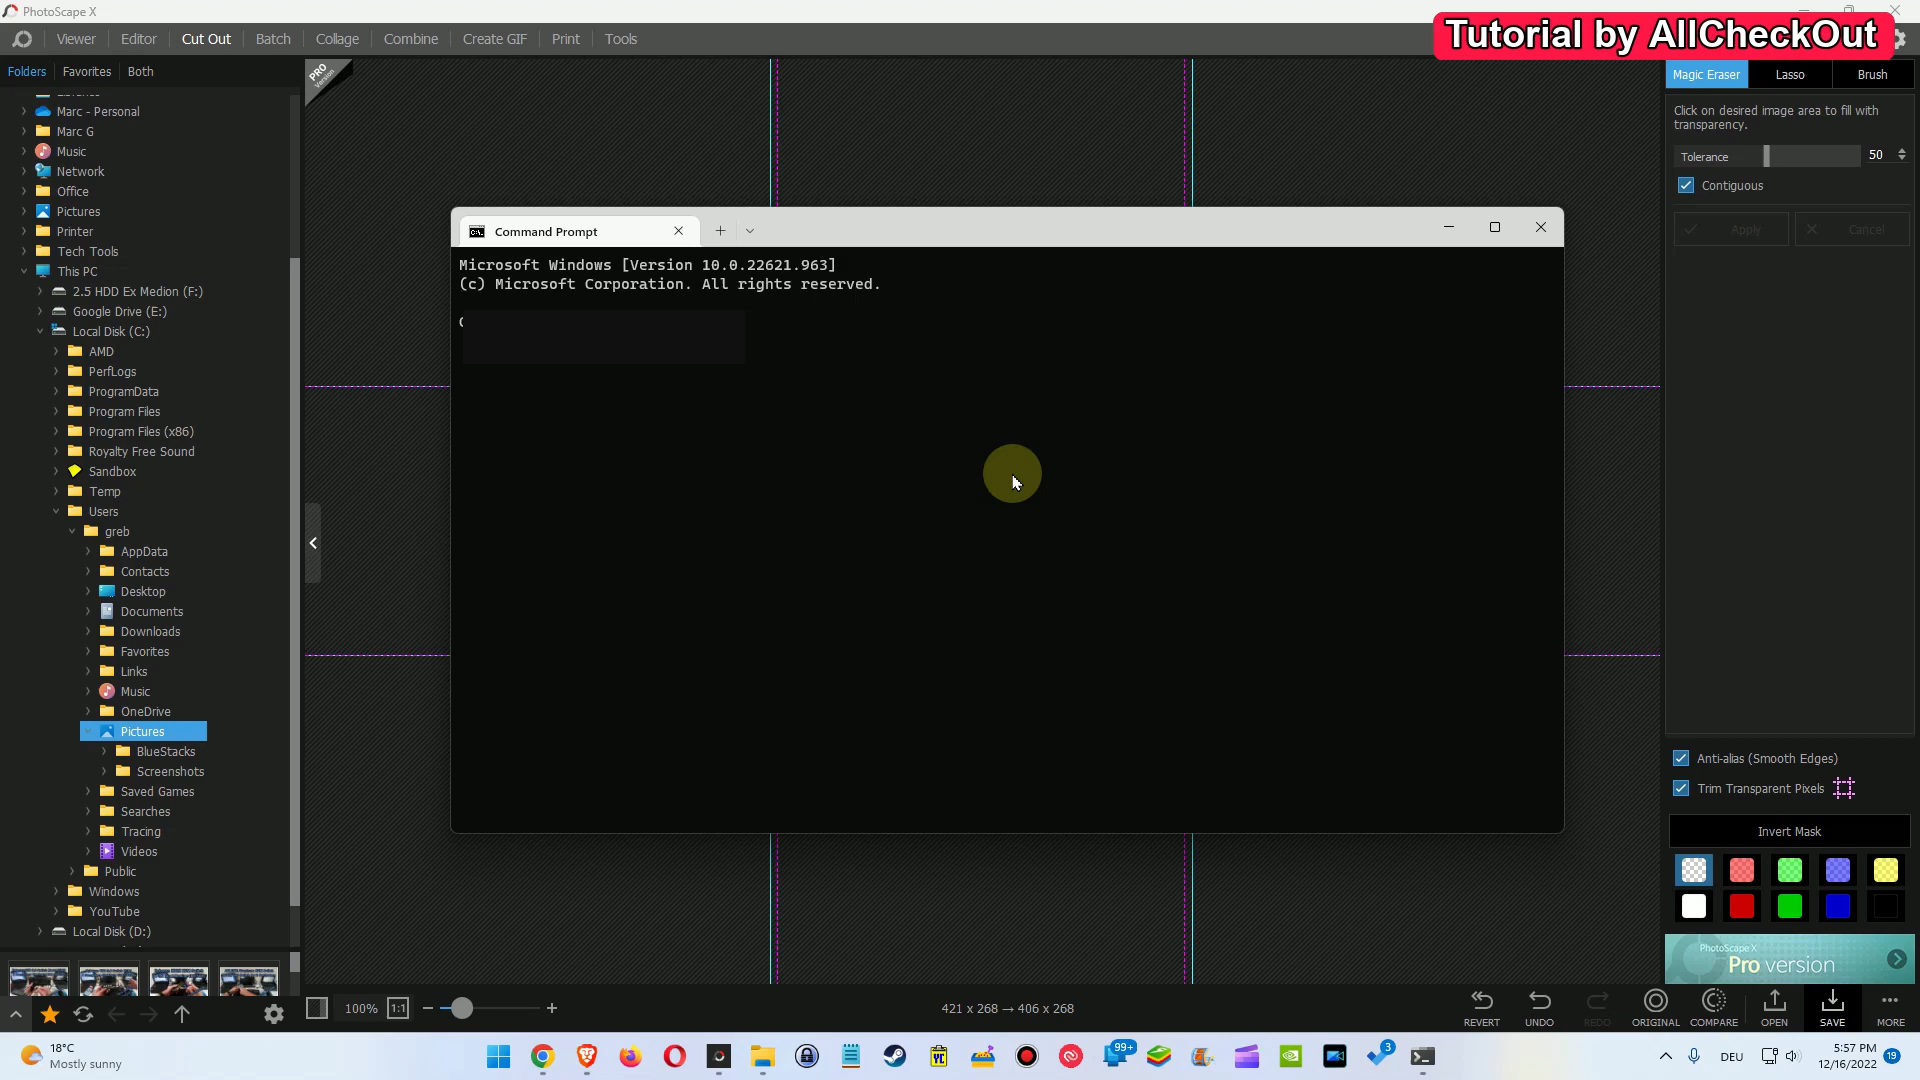 PhotoScape X
Viewer
Editor
Cut Out
Batch
Collage
Combine
Create GIF
Print
Tools
Tutorial by AllCheckOut
Folders
Favorites
Both
PRO
Version
Marc - Personal
Marc G
Music
Network
Office
Pictures
Printer
Tech Tools
This PC
2.5 HDD Ex Medion (F:)
Google Drive (E:)
Local Disk (C:)
AMD
PerfLogs
ProgramData
Program Files
Program Files (x86)
Royalty Free Sound
Sandbox
Temp
Users
greb
AppData
Contacts
Desktop
Documents
Downloads
Favorites
Links
Music
OneDrive
Pictures
BlueStacks
Screenshots
Saved Games
Searches
Tracing
Videos
Public
Windows
YouTube
Local Disk (D:)
Command Prompt
Microsoft Windows [Version 10.0.22621.963]
(c) Microsoft Corporation. All rights reserved.
Magic Eraser
Lasso
Brush
Click on desired image area to fill with
transparency.
Tolerance
50
Contiguous
Apply
Cancel
Anti-alias (Smooth Edges)
Trim Transparent Pixels
Invert Mask
PhotoScape X
Pro version
100%
1:1
421 x 268 → 406 x 268
REVERT
UNDO
REDO
ORIGINAL
COMPARE
OPEN
SAVE
MORE
18°C
Mostly sunny
YC
99+
3
DEU
5:57 PM
12/16/2022
19